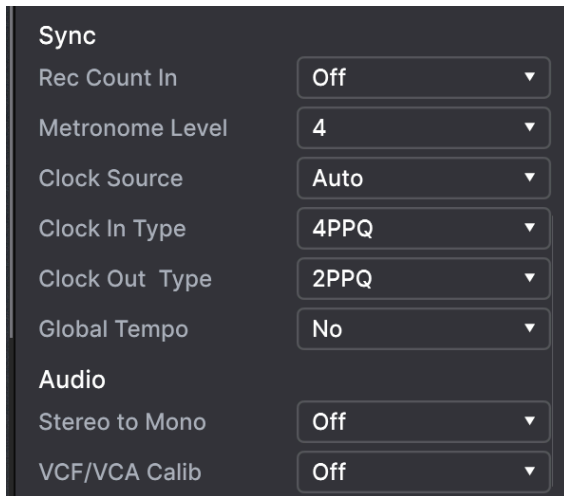 Sync
Rec Count In Off
Metronome Level 4
Clock Source Auto
Clock In Type 4PPQ
Clock Out  Type 2PPQ
Global Tempo No
Audio
Stereo to Mono Off
VCF/VCA Calib Off